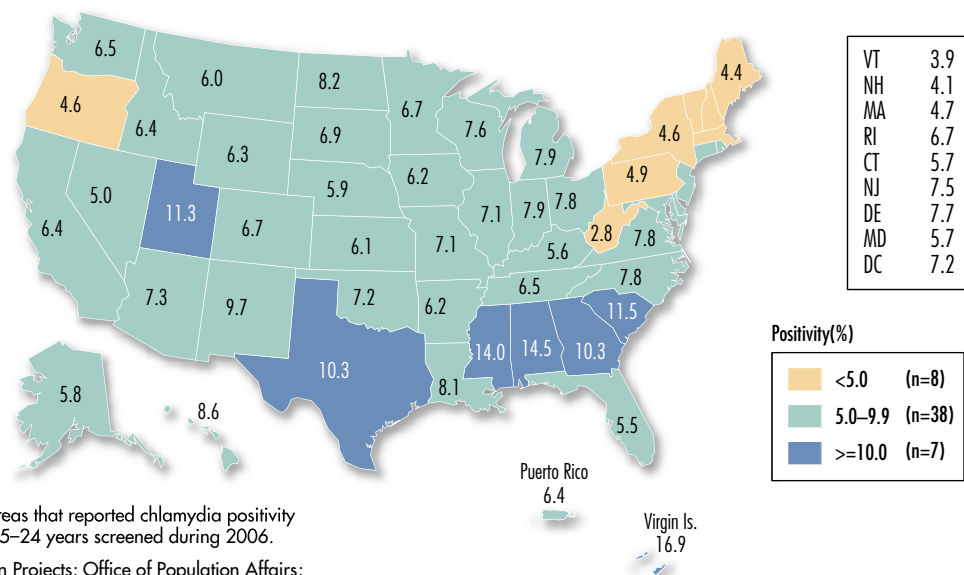 6.5
6.0
8.2
6.7
4.4
4.6
6.4
6.3
6.9
7.6
7.9
4.6
5.0
11.3
5.9
6.2
4.9
6.4
6.7
6.1
7.1
7.1
7.9
7.8
5.6
2.8
7.8
7.3
9.7
7.2
6.2
6.5
7.8
11.5
10.3
14.0
14.5
10.3
8.1
5.5
5.8
8.6
Puerto Rico
6.4
Virgin Is.
16.9
VT 3.9
NH 4.1
MA 4.7
RI 6.7
CT 5.7
NJ 7.5
DE 7.7
MD 5.7
DC 7.2
Positivity(%)
<5.0 (n=8)
5.0–9.9 (n=38)
>=10.0 (n=7)
reas that reported chlamydia positivity
5–24 years screened during 2006.
n Projects; Office of Population Affairs;